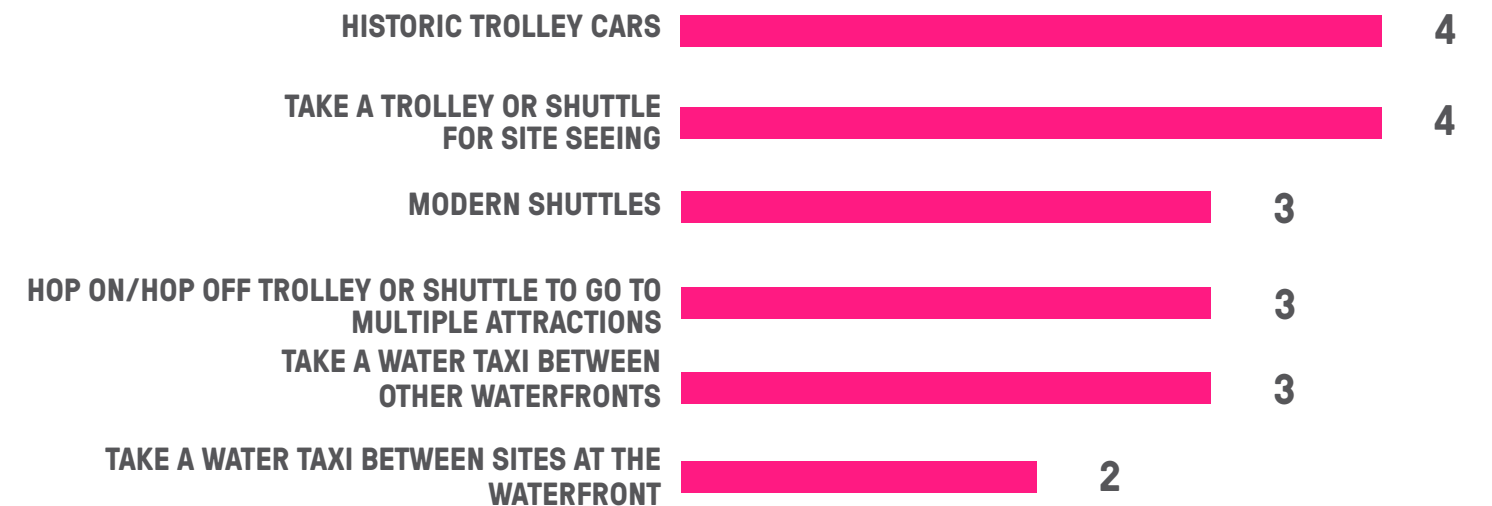 HISTORIC TROLLEY CARS 4
TAKE A TROLLEY OR SHUTTLE
FOR SITE SEEING 4
MODERN SHUTTLES 3
HOP ON/HOP OFF TROLLEY OR SHUTTLE TO GO TO
MULTIPLE ATTRACTIONS 3
TAKE A WATER TAXI BETWEEN
OTHER WATERFRONTS 3
TAKE A WATER TAXI BETWEEN SITES AT THE
WATERFRONT 2